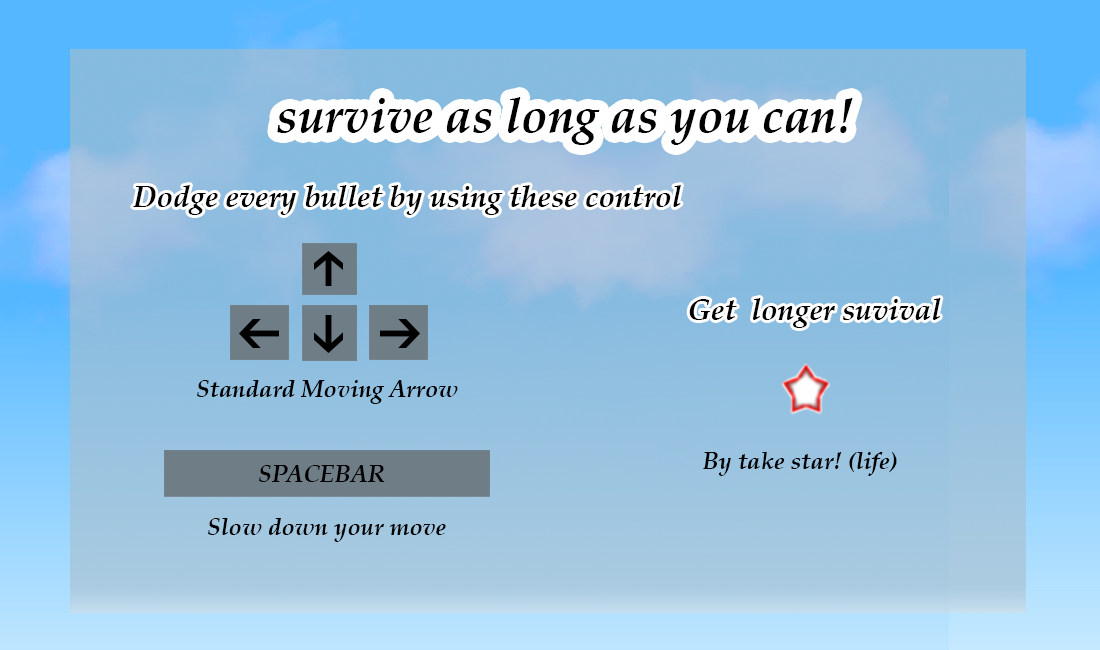 survive as long as you can!
Dodge every bullet by using these control
Standard Moving Arrow
SPACEBAR
Slow down your move
Get longer suvival
By take star! (life)